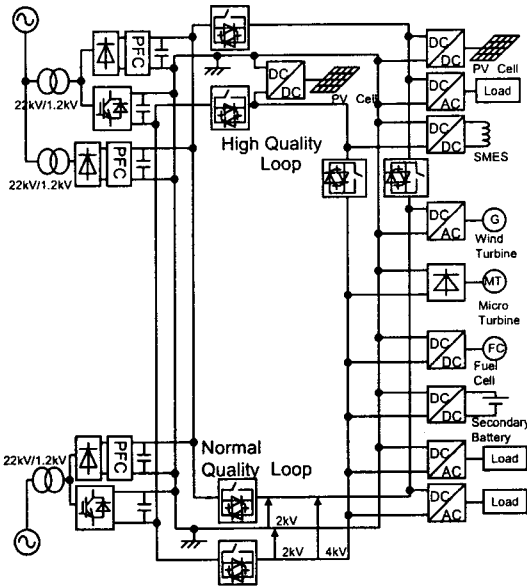 PFC
22kV/1.2kV
PFC
22kV/1.2kV
DC
DC
PV Cell
High Quality
Loop
DC
DC
PV Cell
DC
AC
Load
DC
DC
SMES
DC
AC
G
Wind
Turbine
MT
Micro
Turbine
DC
DC
FC
Fuel
Cell
DC
DC
Secondary
Battery
DC
DC
Load
DC
AC
Load
22kV/1.2kV
PFC
Normal
Quality Loop
2kV
2kV
4kV